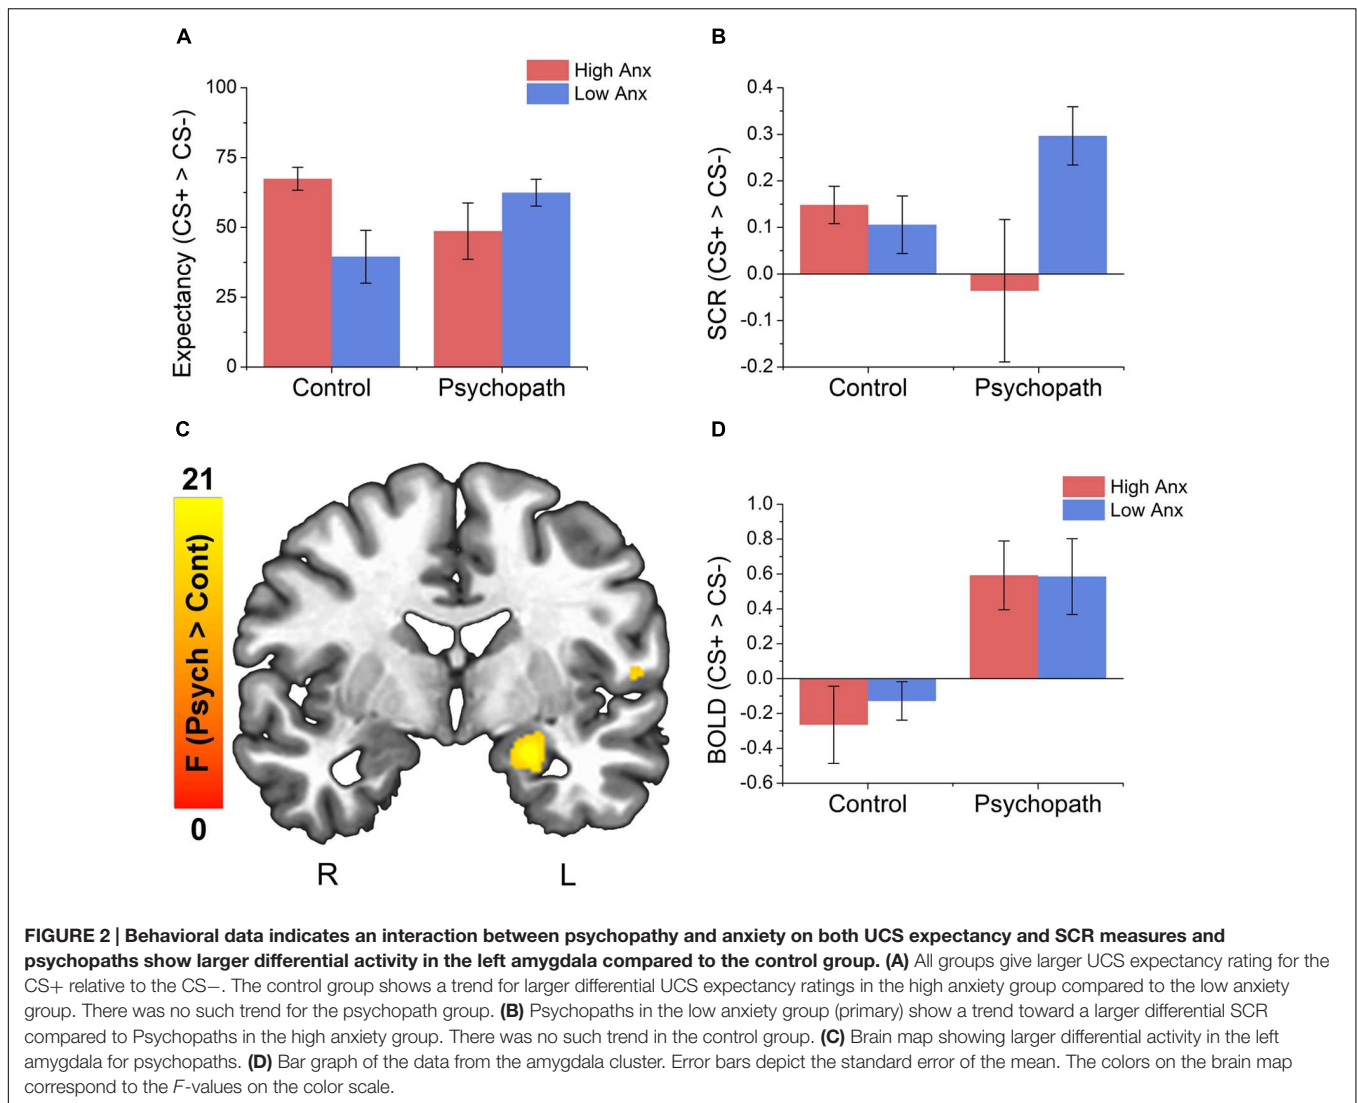 A
High Anx
Low Anx
Expectancy (CS+ > CS-)
100
75
50
25
0
Control
Psychopath
B
SCR (CS+ > CS-)
0.4
0.3
0.2
0.1
0.0
-0.1
-0.2
Control
Psychopath
C
21
F (Psych > Cont)
0
R
L
D
High Anx
Low Anx
BOLD (CS+ > CS-)
1.0
0.8
0.6
0.4
0.2
0.0
-0.2
-0.4
-0.6
Control
Psychopath
FIGURE 2 | Behavioral data indicates an interaction between psychopathy and anxiety on both UCS expectancy and SCR measures and
psychopaths show larger differential activity in the left amygdala compared to the control group. (A) All groups give larger UCS expectancy rating for the
CS+ relative to the CS−. The control group shows a trend for larger differential UCS expectancy ratings in the high anxiety group compared to the low anxiety
group. There was no such trend for the psychopath group. (B) Psychopaths in the low anxiety group (primary) show a trend toward a larger differential SCR
compared to Psychopaths in the high anxiety group. There was no such trend in the control group. (C) Brain map showing larger differential activity in the left
amygdala for psychopaths. (D) Bar graph of the data from the amygdala cluster. Error bars depict the standard error of the mean. The colors on the brain map
correspond to the F-values on the color scale.